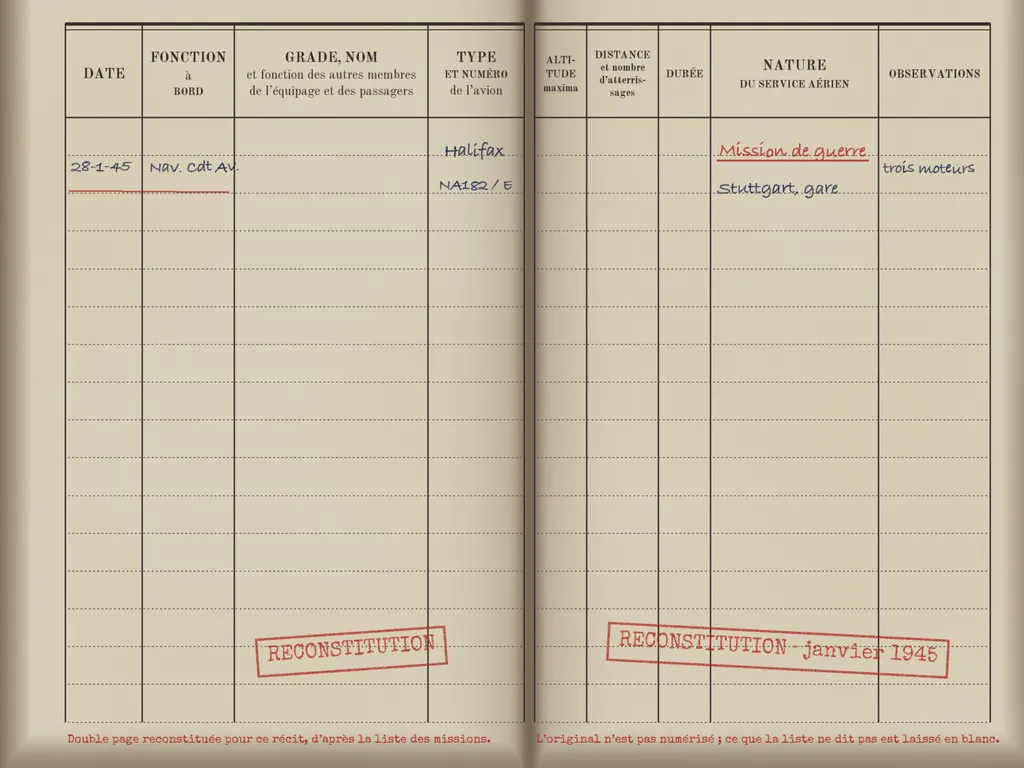 DATE
FONCTION
à
BORD
GRADE, NOM
et fonction des autres membres
de l'équipage et des passagers
TYPE
ET NUMÉRO
de l'avion
ALTI-
TUDE
maxima
DISTANCE
et nombre
d'atterris-
sages
DURÉE
NATURE
DU SERVICE AÉRIEN
OBSERVATIONS
28-1-45
Nav. Cdt Av.
Halifax
NA182 / E
Mission de guerre
Stuttgart, gare
trois moteurs
RECONSTITUTION
RECONSTITUTION · janvier 1945
Double page reconstituée pour ce récit, d'après la liste des missions.
L'original n'est pas numérisé ; ce que la liste ne dit pas est laissé en blanc.